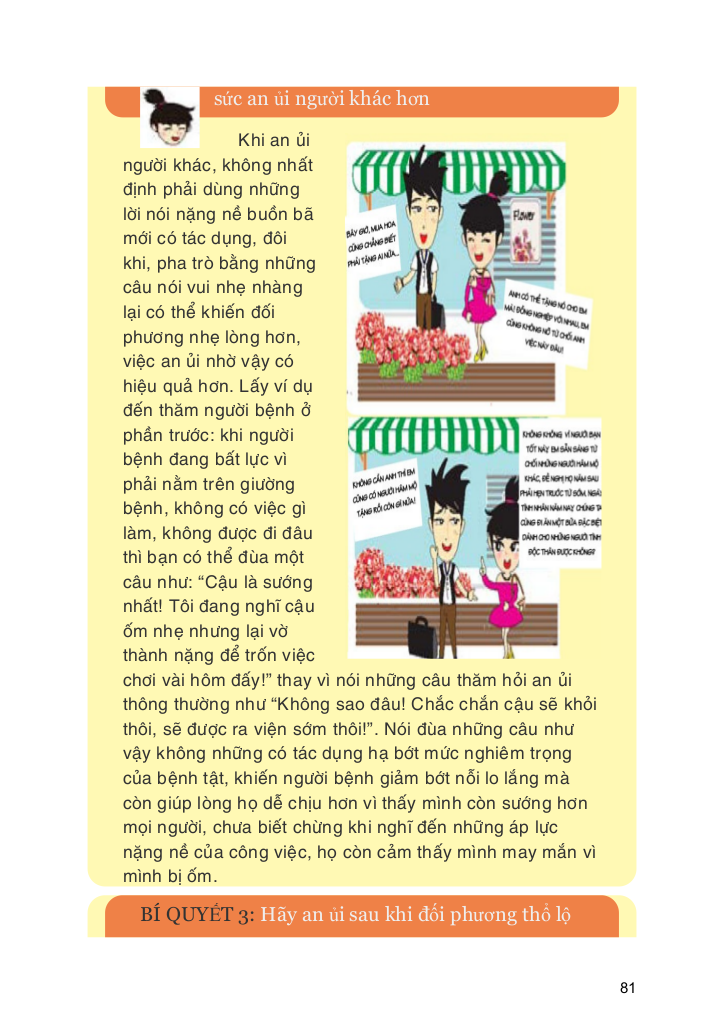 sức an ủi người khác hơn
Khi an ủi
người khác, không nhất
định phải dùng những
lời nói nặng nề buồn bã
mới có tác dụng, đôi
khi, pha trò bằng những
câu nói vui nhẹ nhàng
lại có thể khiến đối
phương nhẹ lòng hơn,
việc an ủi nhờ vậy có
hiệu quả hơn. Lấy ví dụ
đến thăm người bệnh ở
phần trước: khi người
bệnh đang bất lực vì
phải nằm trên giường
bệnh, không có việc gì
làm, không được đi đâu
thì bạn có thể đùa một
câu như: “Cậu là sướng
nhất! Tôi đang nghĩ cậu
ốm nhẹ nhưng lại vờ
thành nặng để trốn việc
chơi vài hôm đấy!” thay vì nói những câu thăm hỏi an ủi
thông thường như “Không sao đâu! Chắc chắn cậu sẽ khỏi
thôi, sẽ được ra viện sớm thôi!”. Nói đùa những câu như
vậy không những có tác dụng hạ bớt mức nghiêm trọng
của bệnh tật, khiến người bệnh giảm bớt nỗi lo lắng mà
còn giúp lòng họ dễ chịu hơn vì thấy mình còn sướng hơn
mọi người, chưa biết chừng khi nghĩ đến những áp lực
nặng nề của công việc, họ còn cảm thấy mình may mắn vì
mình bị ốm.
BÂY GIỜ, MUA HOA
CŨNG CHẲNG BIẾT
PHẢI TẶNG AI NỮA...
Flower
ANH CÓ THỂ TẶNG NÓ CHO EM
MÀ! ĐỒNG NGHIỆP VỚI NHAU, EM
CŨNG KHÔNG NỠ TỪ CHỐI ANH
VIỆC NÀY ĐÂU!
KHÔNG CẦN ANH THÌ EM
CŨNG CÓ NGƯỜI HÂM MỘ
TẶNG RỒI CÒN GÌ NỮA!
KHÔNG KHÔNG VÌ NGƯỜI BẠN
TỐT NÀY EM SẴN SÀNG TỪ
CHỐI NHỮNG NGƯỜI HÂM MỘ
KHÁC, ĐỀ NGHỊ HỌ NĂM SAU
PHẢI HẸN TRƯỚC TỪ SỚM, NGÀY
TÌNH NHÂN NĂM NAY CHÚNG TA
CÙNG ĐI ĂN MỘT BỮA ĐẶC BIỆT
DÀNH CHO NHỮNG NGƯỜI TÌNH
ĐỘC THÂN ĐƯỢC KHÔNG?
BÍ QUYẾT 3: Hãy an ủi sau khi đối phương thổ lộ
81